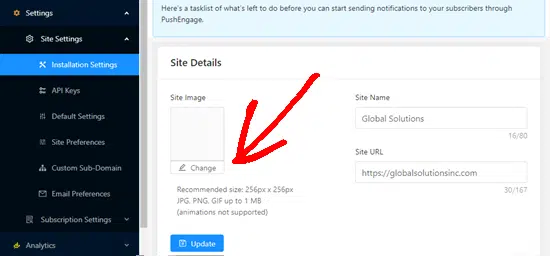 Settings
Site Settings
Installation Settings
API Keys
Default Settings
Site Preferences
Custom Sub-Domain
Email Preferences
Subscription Settings
Analytics
Here's a tasklist of what's left to do before you can start sending notifications to your subscribers through
PushEngage.
Site Details
Site Image
Change
Recommended size: 256px x 256px
JPG, PNG, GIF up to 1 MB
(animations not supported)
Update
Site Name
Global Solutions
16/80
Site URL
https://globalsolutionsinc.com
30/167